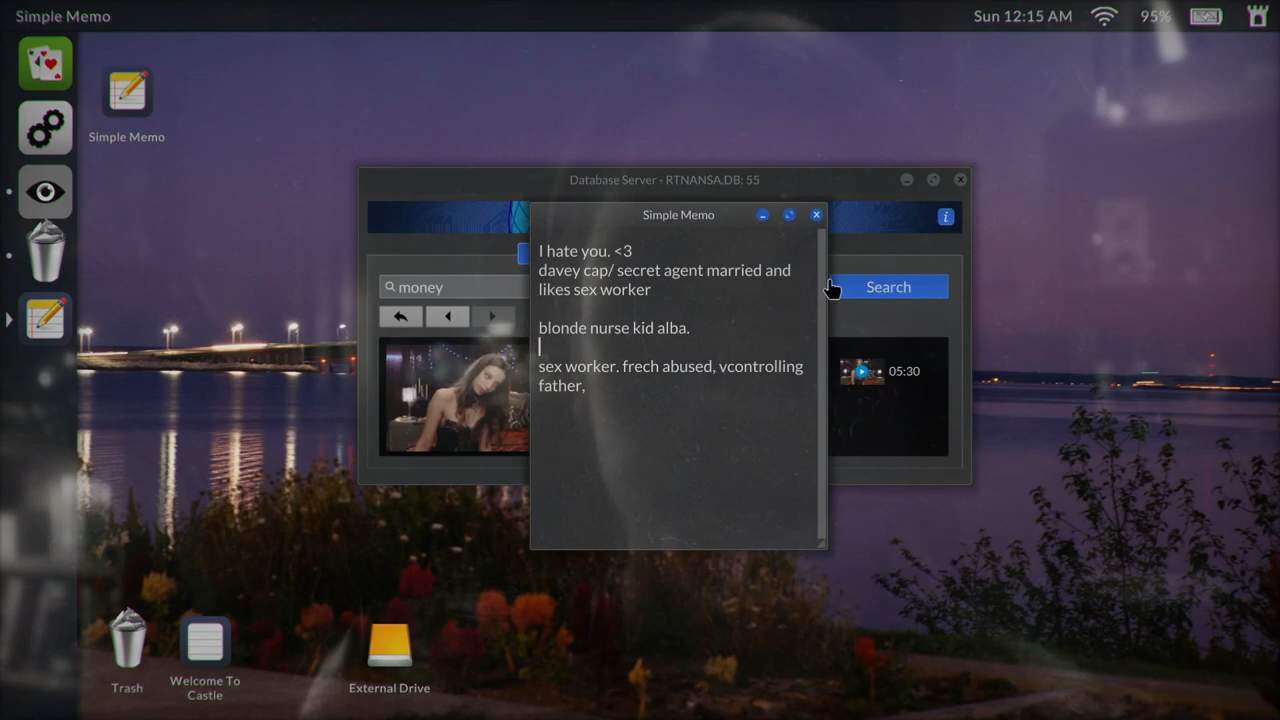 Simple Memo
Sun 12:15 AM
95%
Simple Memo
Database Server - RTNANSA.DB: 55
Simple Memo
i
I hate you. <3
davey cap/ secret agent married and
likes sex worker
money
Search
blonde nurse kid alba.
sex worker. frech abused, vcontrolling
father,
05:30
Trash
Welcome To
Castle
External Drive